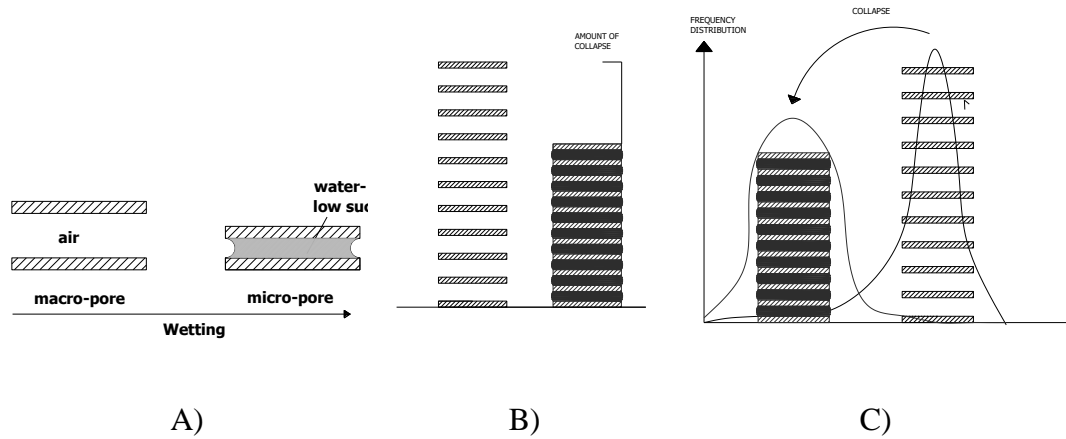 air
macro-pore
water-
low suc
micro-pore
Wetting
A)
AMOUNT OF
COLLAPSE
B)
FREQUENCY
DISTRIBUTION
COLLAPSE
C)